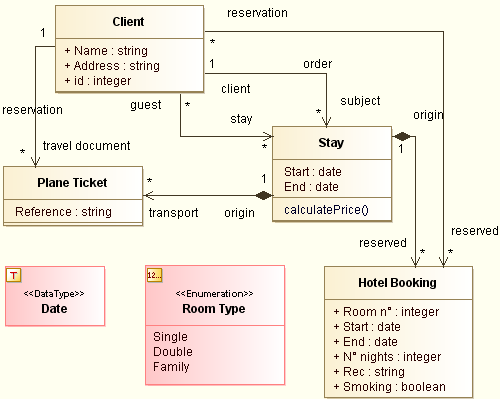 Client
+ Name : string
+ Address : string
+ id : integer
reservation
1
*
1
order
client
guest
*
stay
*
*
subject
reservation
*
travel document
Stay
Start : date
End : date
calculatePrice()
origin
1
Plane Ticket
Reference : string
*
1
transport
origin
reserved
*
*
reserved
T
<<DataType>>
Date
12...
<<Enumeration>>
Room Type
Single
Double
Family
Hotel Booking
+ Room n° : integer
+ Start : date
+ End : date
+ N° nights : integer
+ Rec : string
+ Smoking : boolean